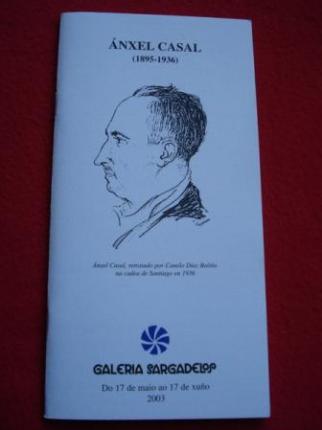 ÁNXEL CASAL
(1895-1936)
Ánxel Casal, retratado por Camilo Díaz Baliño
na cadea de Santiago en 1936
GALERIA SARGADELOS
Do 17 de maio ao 17 de xuño
2003